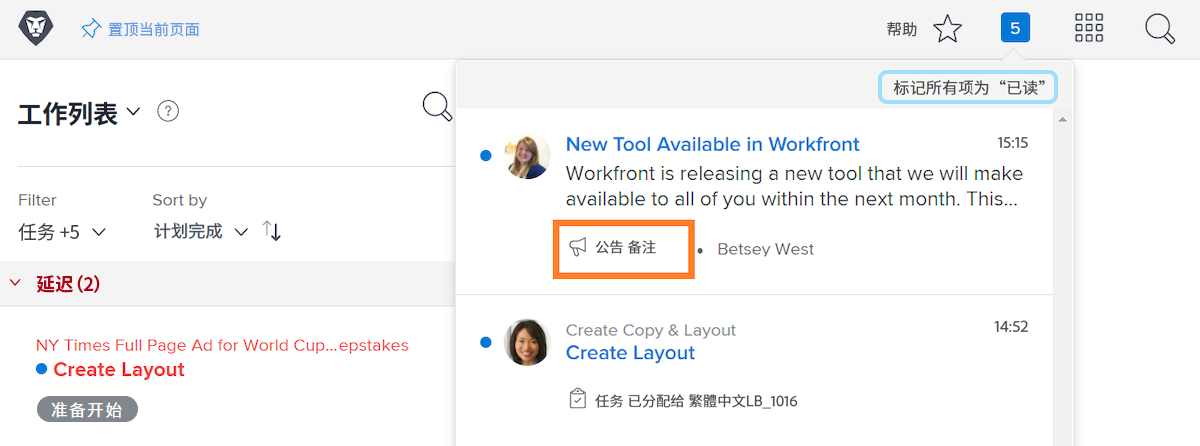 置顶当前页面
帮助
5
标记所有项为“已读”
工作列表
?
Filter
Sort by
任务 +5
计划完成
延迟 (2)
NY Times Full Page Ad for World Cup...epstakes
Create Layout
准备开始
New Tool Available in Workfront
15:15
Workfront is releasing a new tool that we will make
available to all of you within the next month. This...
公告 备注 • Betsey West
Create Copy & Layout
14:52
Create Layout
任务 已分配给 繁體中文LB_1016